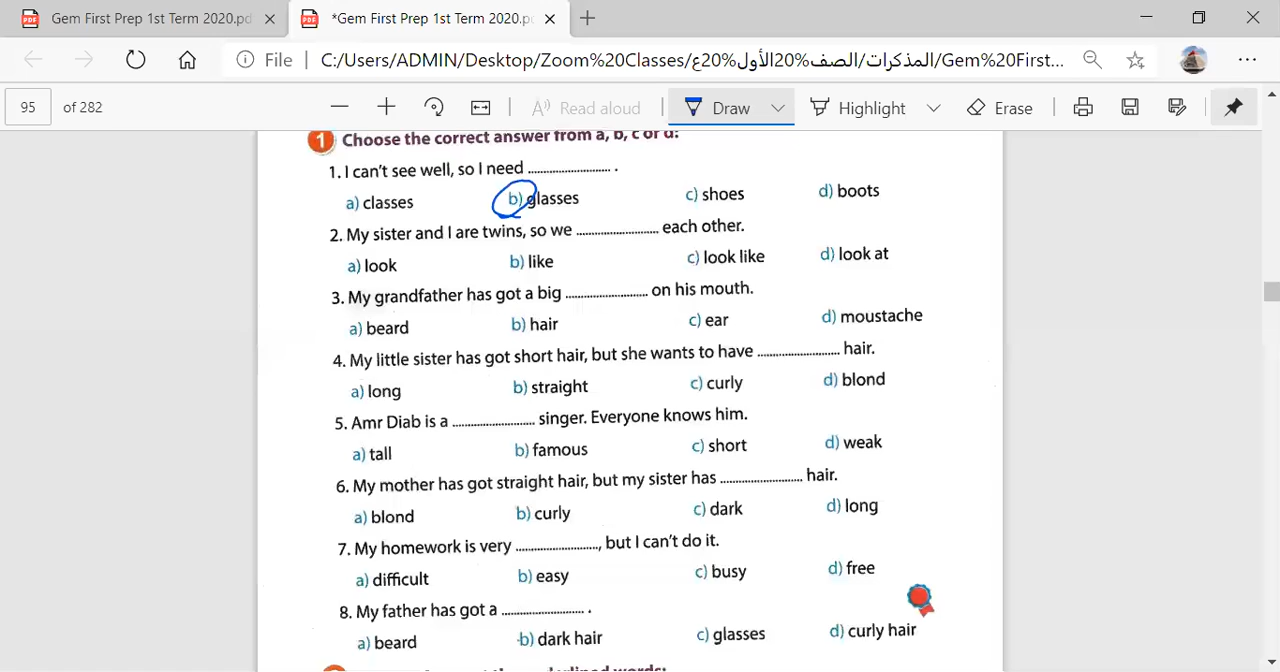 Gem First Prep 1st Term 2020.pd
*Gem First Prep 1st Term 2020.p
File C:/Users/ADMIN/Desktop/Zoom%20Classes/المذكرات/الصف%20الأول%20ع/Gem%20First...
95 of 282 Read aloud Draw Highlight Erase
1 Choose the correct answer from a, b, c or d:
1. I can't see well, so I need ........................ .
a) classes b) glasses c) shoes d) boots
2. My sister and I are twins, so we ........................ each other.
a) look b) like c) look like d) look at
3. My grandfather has got a big ........................ on his mouth.
a) beard b) hair c) ear d) moustache
4. My little sister has got short hair, but she wants to have ........................ hair.
a) long b) straight c) curly d) blond
5. Amr Diab is a ........................ singer. Everyone knows him.
a) tall b) famous c) short d) weak
6. My mother has got straight hair, but my sister has ........................ hair.
a) blond b) curly c) dark d) long
7. My homework is very ........................, but I can't do it.
a) difficult b) easy c) busy d) free
8. My father has got a ........................ .
a) beard b) dark hair c) glasses d) curly hair
words: